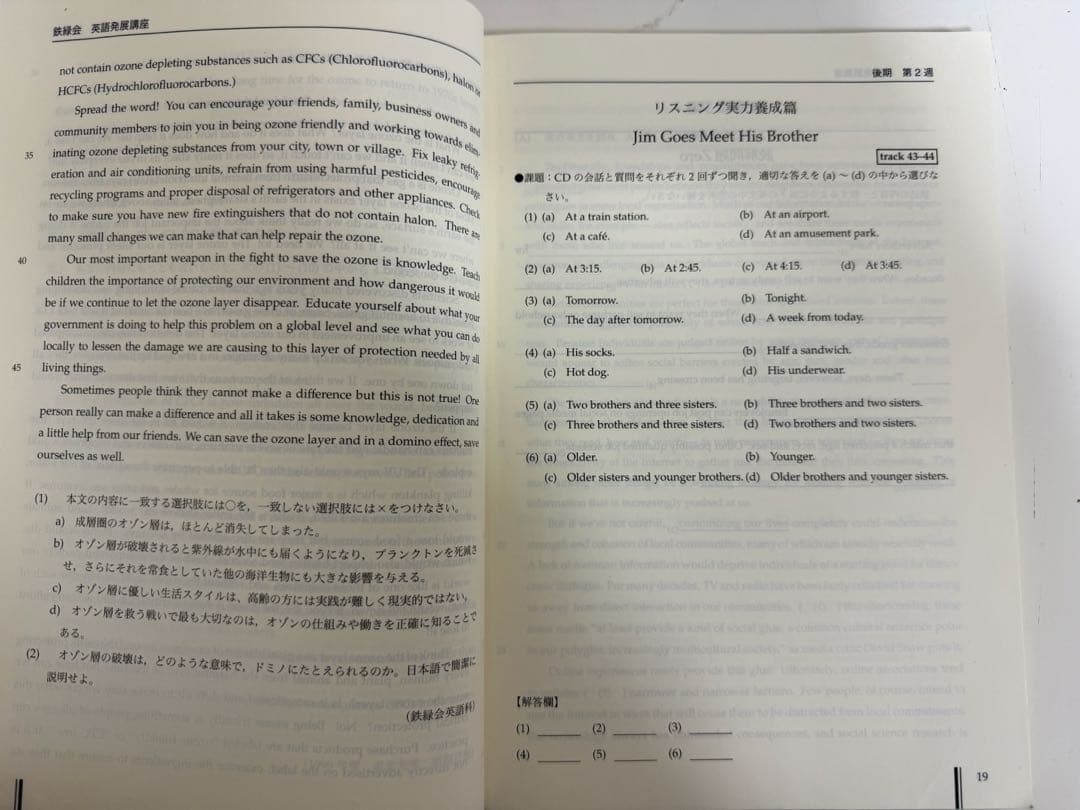 鉄緑会 英語発展講座
not contain ozone depleting substances such as CFCs (Chlorofluorocarbons), halon or
HCFCs (Hydrochlorofluorocarbons.)
Spread the word! You can encourage your friends, family, business owners and
community members to join you in being ozone friendly and working towards elim-
35 inating ozone depleting substances from your city, town or village. Fix leaky refrig-
eration and air conditioning units, refrain from using harmful pesticides, encourage
recycling programs and proper disposal of refrigerators and other appliances. Check
to make sure you have new fire extinguishers that do not contain halon. There are
many small changes we can make that can help repair the ozone.
40 Our most important weapon in the fight to save the ozone is knowledge. Teach
children the importance of protecting our environment and how dangerous it would
be if we continue to let the ozone layer disappear. Educate yourself about what your
government is doing to help this problem on a global level and see what you can do
locally to lessen the damage we are causing to this layer of protection needed by all
45 living things.
Sometimes people think they cannot make a difference but this is not true! One
person really can make a difference and all it takes is some knowledge, dedication and
a little help from our friends. We can save the ozone layer and in a domino effect, save
ourselves as well.
(1) 本文の内容に一致する選択肢には○を，一致しない選択肢には×をつけなさい。
a) 成層圏のオゾン層は，ほとんど消失してしまった。
b) オゾン層が破壊されると紫外線が水中にも届くようになり，プランクトンを死滅さ
せ，さらにそれを常食としていた他の海洋生物にも大きな影響を与える。
c) オゾン層に優しい生活スタイルは、高齢の方には実践が難しく現実的ではない。
d) オゾン層を救う戦いで最も大切なのは，オゾンの仕組みや働きを正確に知ることで
ある。
(2) オゾン層の破壊は，どのような意味で，ドミノにたとえられるのか。日本語で簡潔に
説明せよ。
(鉄緑会英語科)
後期 第2週
リスニング実力養成篇
Jim Goes Meet His Brother
track 43-44
●課題：CDの会話と質問をそれぞれ2回ずつ聞き，適切な答えを (a) ～ (d) の中から選びな
さい。
(1) (a) At a train station. (b) At an airport.
(c) At a café. (d) At an amusement park.
(2) (a) At 3:15. (b) At 2:45. (c) At 4:15. (d) At 3:45.
(3) (a) Tomorrow. (b) Tonight.
(c) The day after tomorrow. (d) A week from today.
(4) (a) His socks. (b) Half a sandwich.
(c) Hot dog. (d) His underwear.
(5) (a) Two brothers and three sisters. (b) Three brothers and two sisters.
(c) Three brothers and three sisters. (d) Two brothers and two sisters.
(6) (a) Older. (b) Younger.
(c) Older sisters and younger brothers. (d) Older brothers and younger sisters.
【解答欄】
(1) ______ (2) ______ (3) ______
(4) ______ (5) ______ (6) ______
19